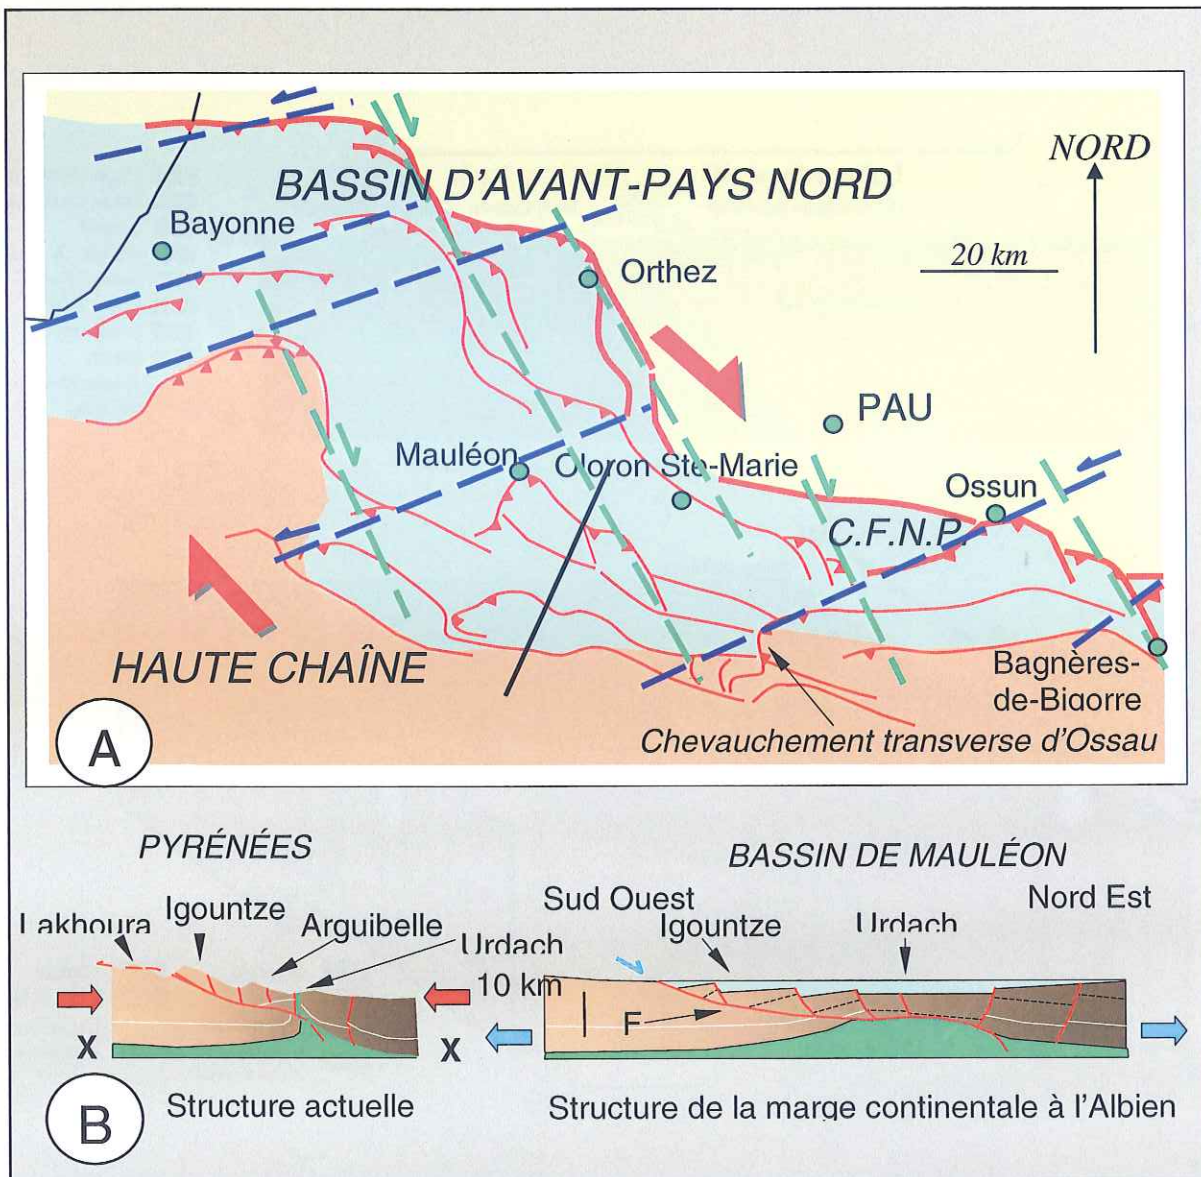 NORD
BASSIN D'AVANT-PAYS NORD
Bayonne
20 km
Orthez
PAU
Mauléon
Oloron Ste-Marie
Ossun
C.F.N.P.
HAUTE CHAÎNE
Bagnères-
de-Bigorre
Chevauchement transverse d'Ossau
A
PYRÉNÉES
BASSIN DE MAULÉON
Lakhoura
Igountze
Arguibelle
Urdach
Sud Ouest
Igountze
Urdach
Nord Est
10 km
F
X
X
B
Structure actuelle
Structure de la marge continentale à l'Albien